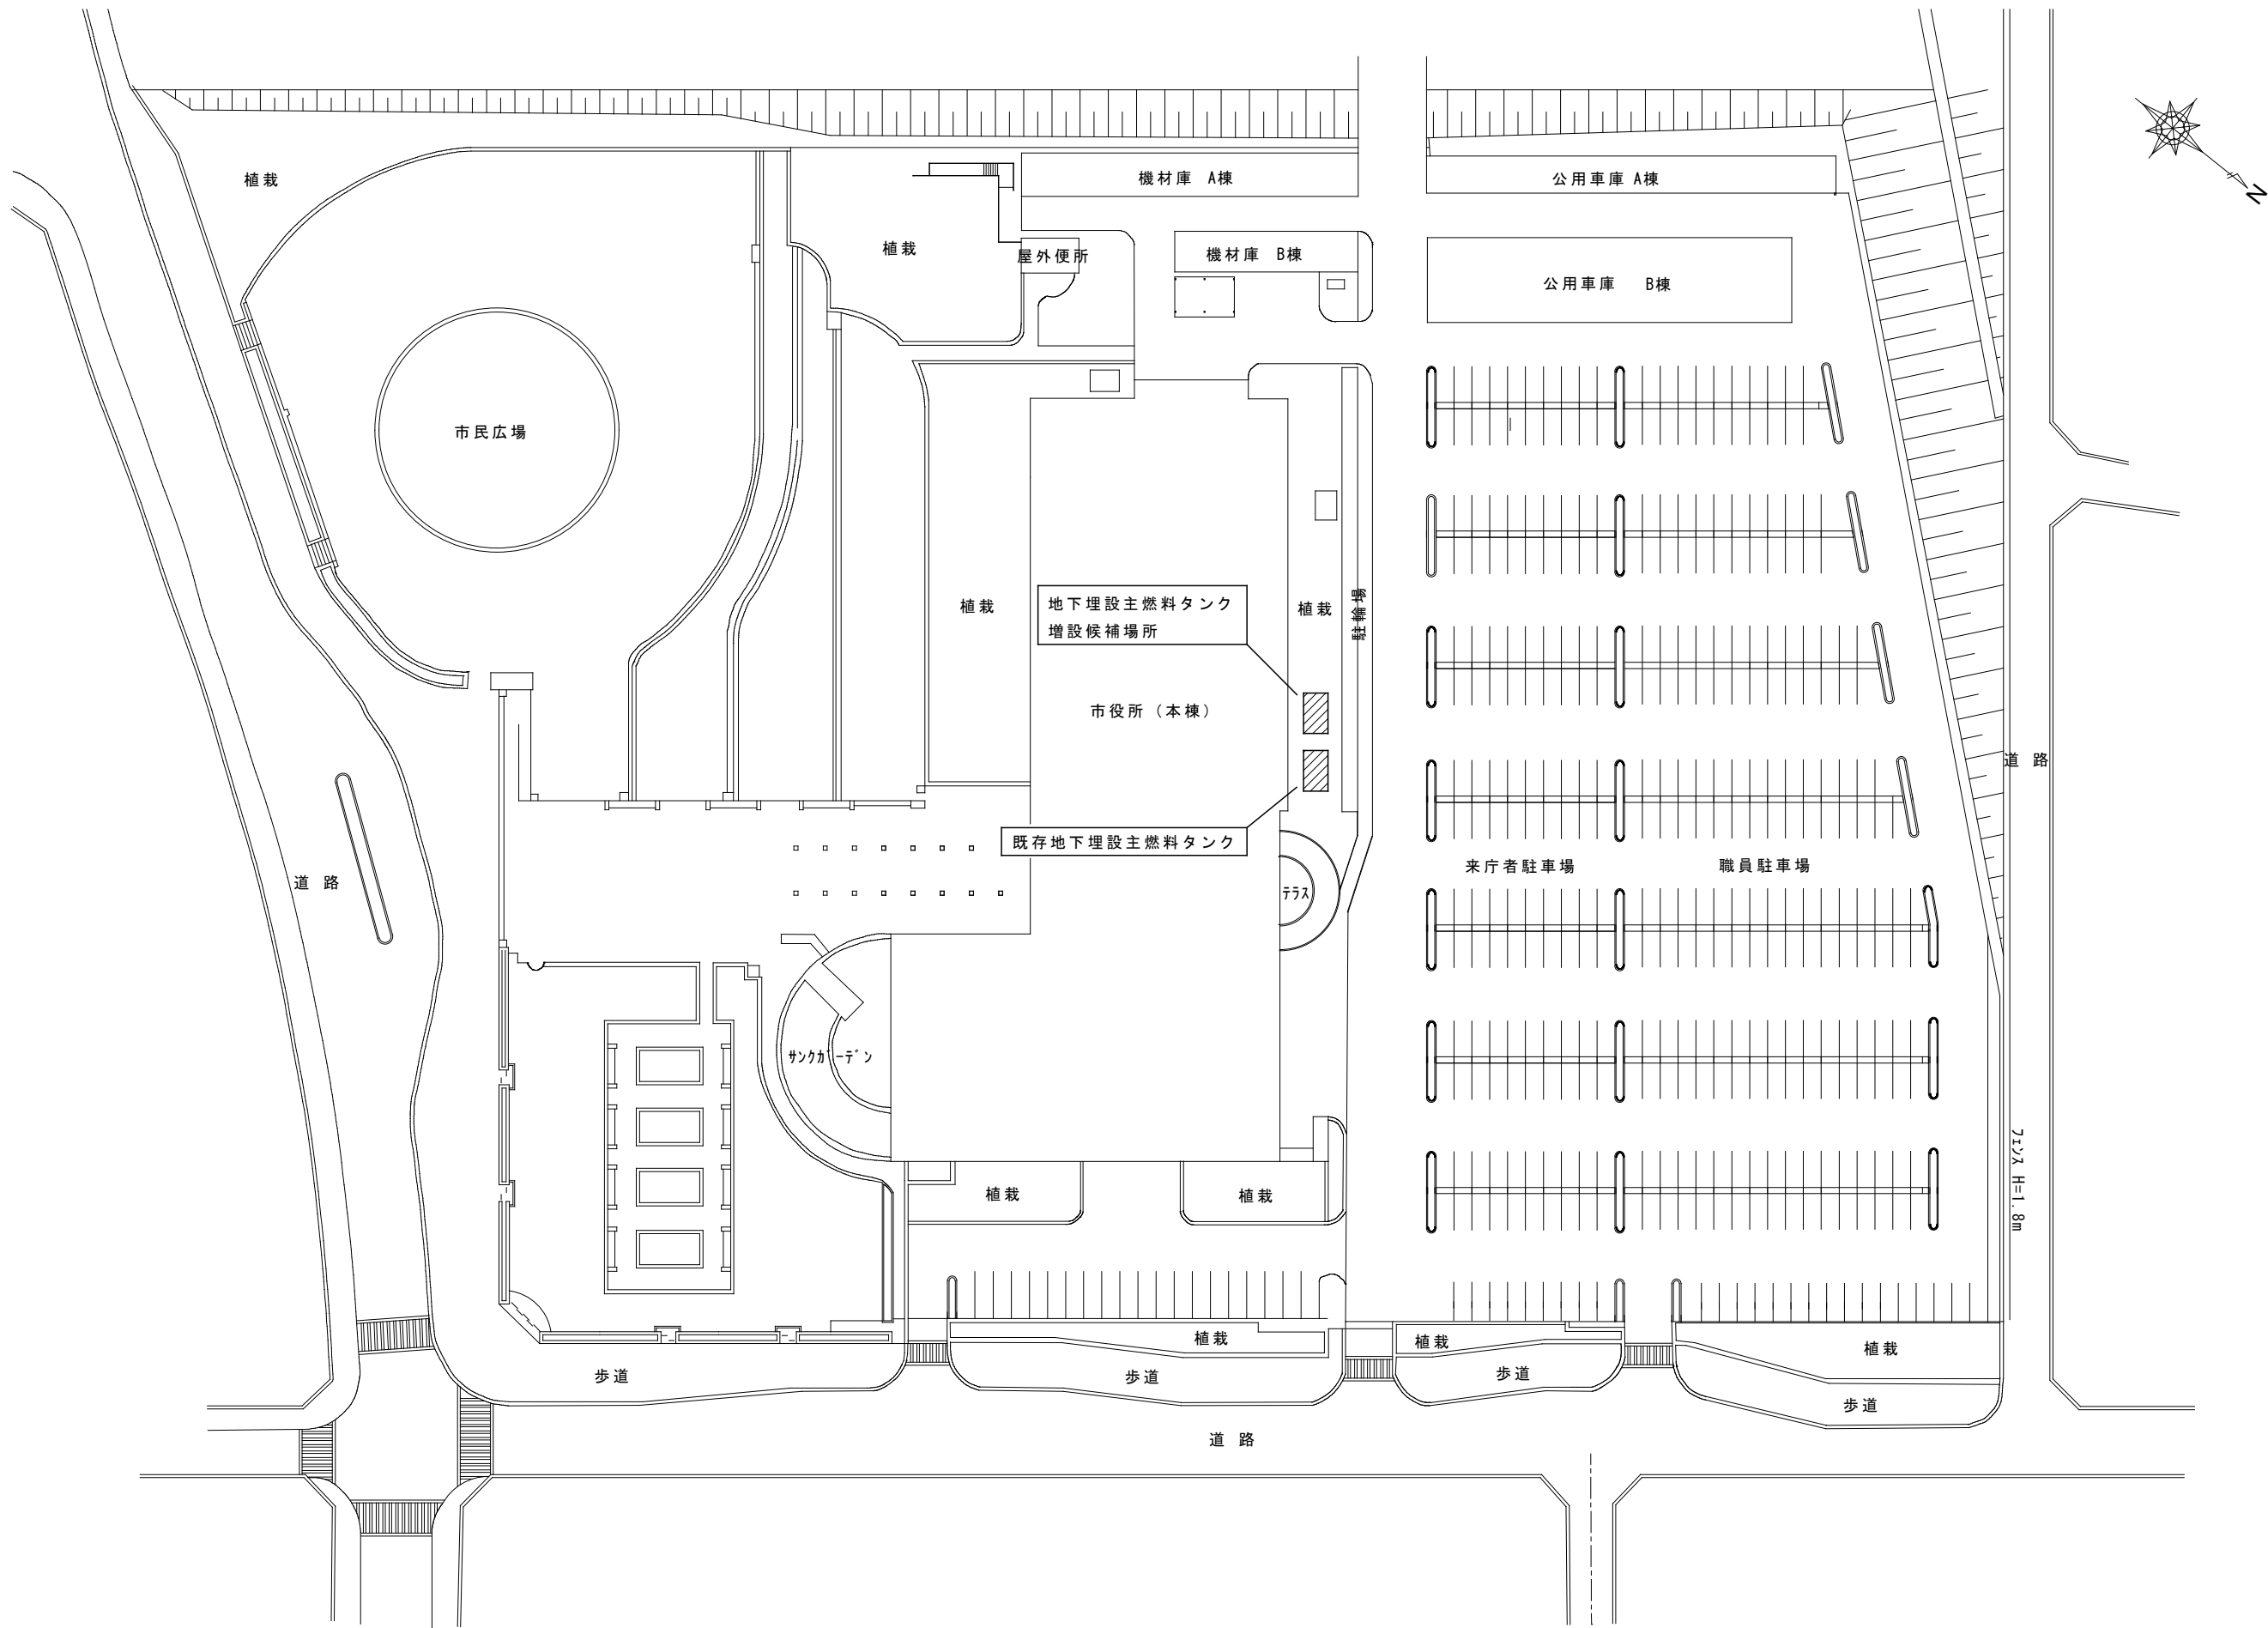 植栽
機材庫 A棟
公用車庫 A棟
N
植栽
屋外便所
機材庫 B棟
公用車庫 B棟
市民広場
植栽
地下埋設主燃料タンク
増設候補場所
植栽
駐輪場
市役所(本棟)
道 路
既存地下埋設主燃料タンク
来庁者駐車場
職員駐車場
道 路
テラス
サンクガーデン
フェンス H=1.8m
植栽
植栽
植栽
植栽
植栽
歩道
歩道
歩道
歩道
道 路